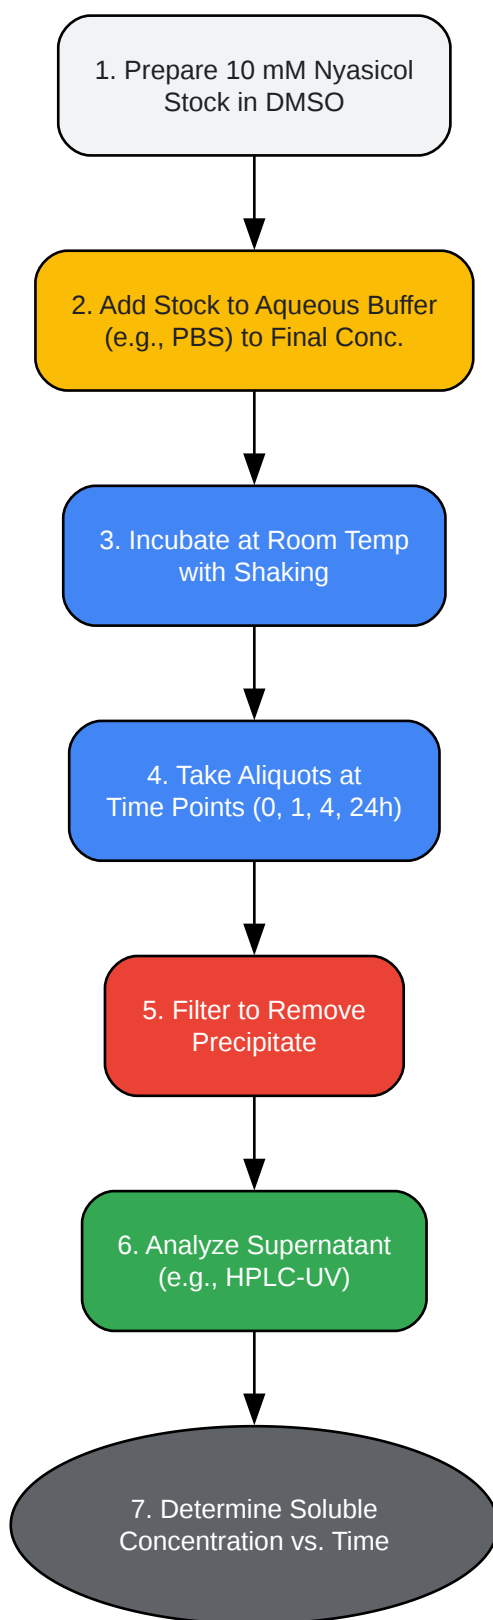 1. Prepare 10 mM Nyasicol
Stock in DMSO
2. Add Stock to Aqueous Buffer
(e.g., PBS) to Final Conc.
3. Incubate at Room Temp
with Shaking
4. Take Aliquots at
Time Points (0, 1, 4, 24h)
5. Filter to Remove
Precipitate
6. Analyze Supernatant
(e.g., HPLC-UV)
7. Determine Soluble
Concentration vs. Time